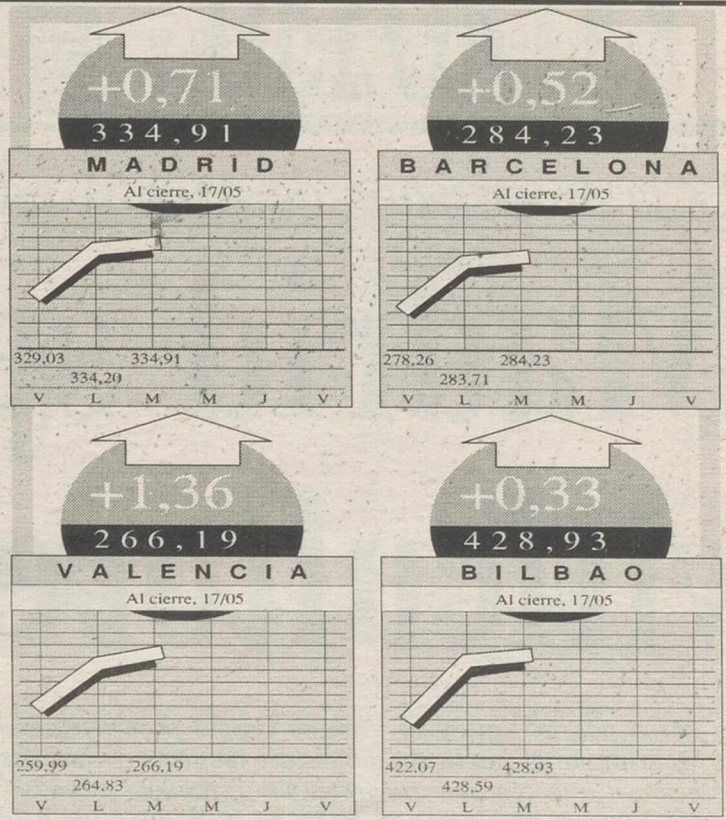 +0,71
334,91
MADRID
Al cierre, 17/05
329,03 334,91
334,20
V L M M J V
+0,52
284,23
BARCELONA
Al cierre, 17/05
278,26 284,23
283,71
V L M M J V
+1,36
266,19
VALENCIA
Al cierre, 17/05
259,99 266,19
264,83
V L M M J V
+0,33
428,93
BILBAO
Al cierre, 17/05
422,07 428,93
428,59
V L M M J V